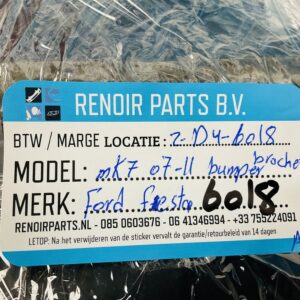 RENOIR PARTS B.V.
BTW / MARGE LOCATIE: 2-D4-6018
MODEL: mk7 07-11 bumper
MERK: Ford fiesta 6018
RENOIRPARTS.NL - 085 0603676 - 06 41346994 - +33 755224091
LETOP: Na het verwijderen van de sticker vervalt de garantie/retourbeleid van 14 dagen